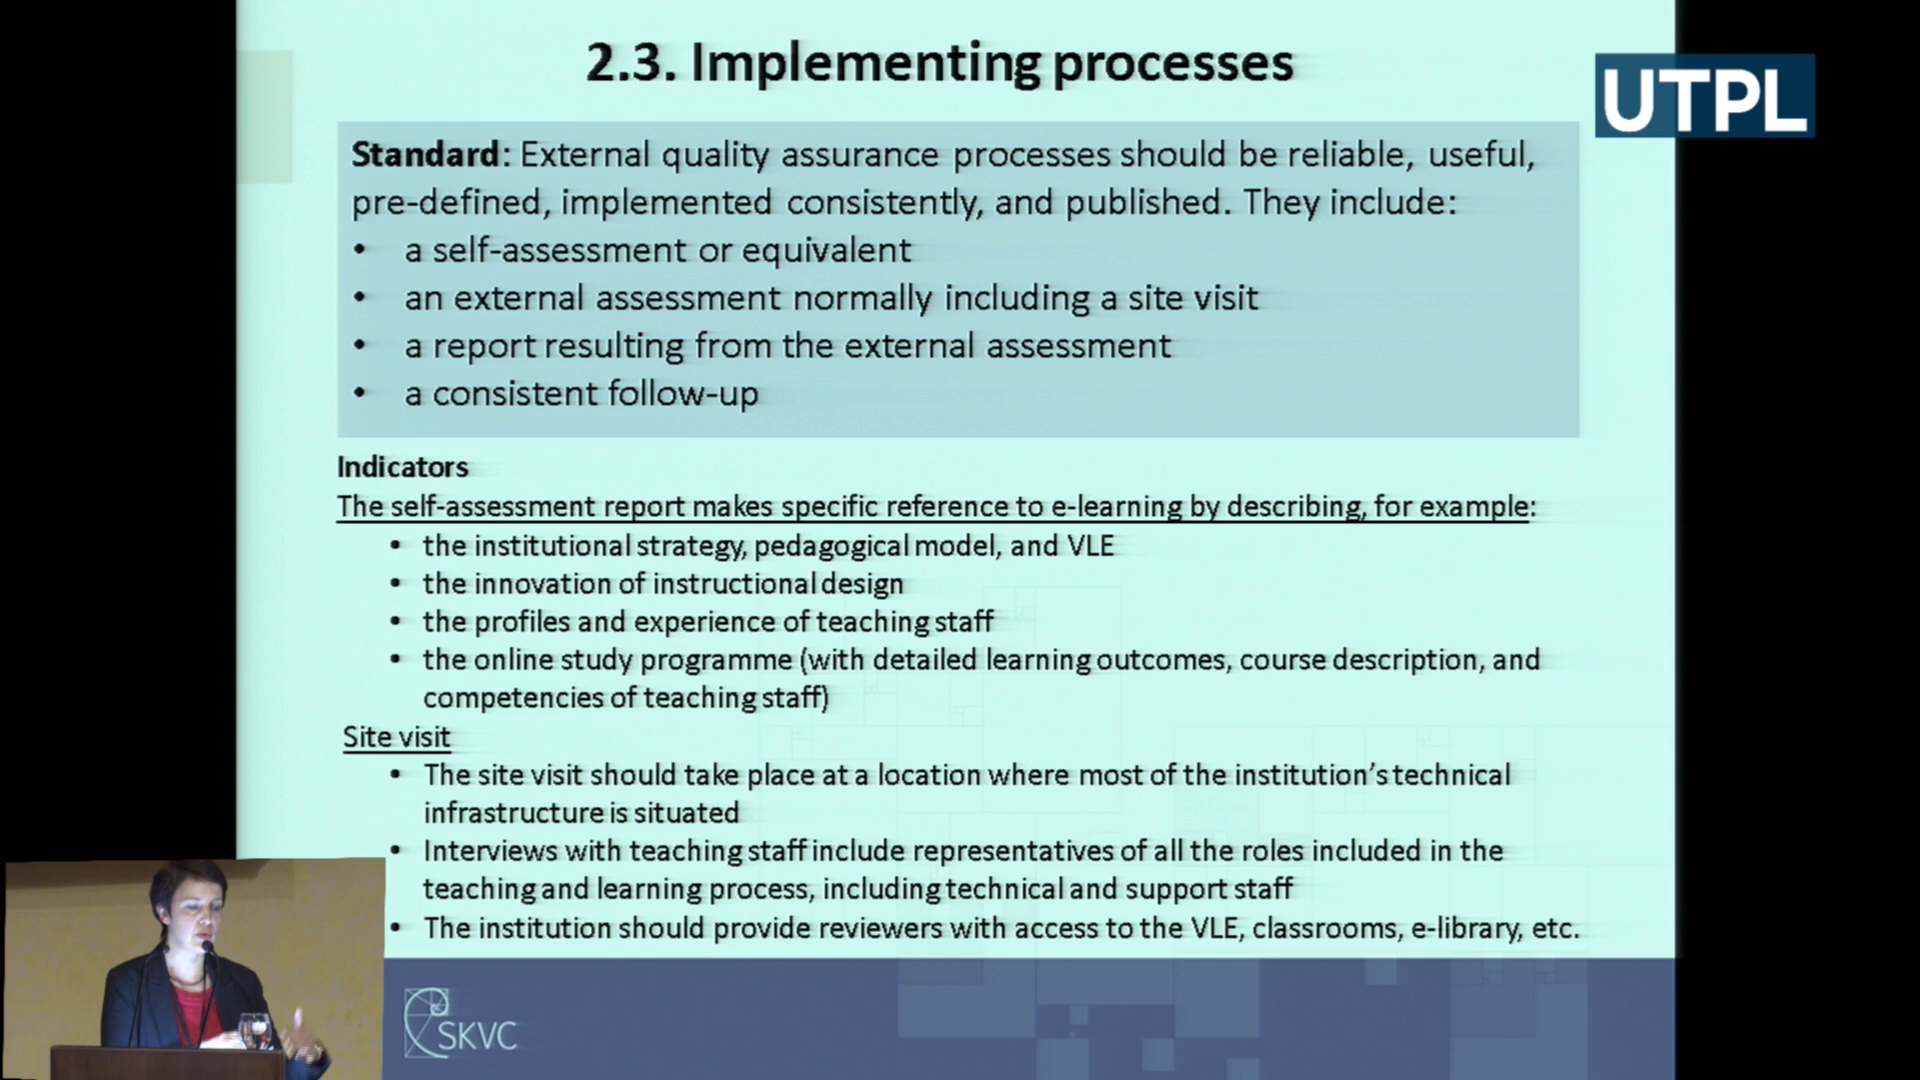 2.3. Implementing processes
UTPL
Standard: External quality assurance processes should be reliable, useful,
pre-defined, implemented consistently, and published. They include:
• a self-assessment or equivalent
• an external assessment normally including a site visit
• a report resulting from the external assessment
• a consistent follow-up
Indicators
The self-assessment report makes specific reference to e-learning by describing, for example:
• the institutional strategy, pedagogical model, and VLE
• the innovation of instructional design
• the profiles and experience of teaching staff
• the online study programme (with detailed learning outcomes, course description, and
competencies of teaching staff)
Site visit
• The site visit should take place at a location where most of the institution’s technical
infrastructure is situated
• Interviews with teaching staff include representatives of all the roles included in the
teaching and learning process, including technical and support staff
• The institution should provide reviewers with access to the VLE, classrooms, e-library, etc.
SKVC